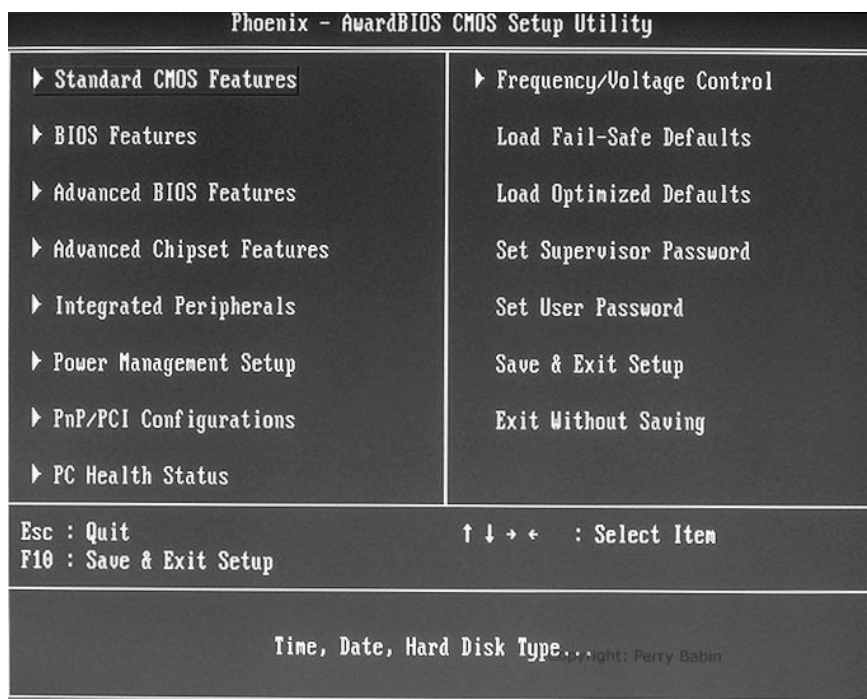 Phoenix - AwardBIOS CMOS Setup Utility
Standard CMOS Features
BIOS Features
Advanced BIOS Features
Advanced Chipset Features
Integrated Peripherals
Power Management Setup
PnP/PCI Configurations
PC Health Status
Frequency/Voltage Control
Load Fail-Safe Defaults
Load Optimized Defaults
Set Supervisor Password
Set User Password
Save & Exit Setup
Exit Without Saving
Esc : Quit
F10 : Save & Exit Setup
↑ ↓ → ← : Select Item
Time, Date, Hard Disk Type...
Copyright: Perry Babin